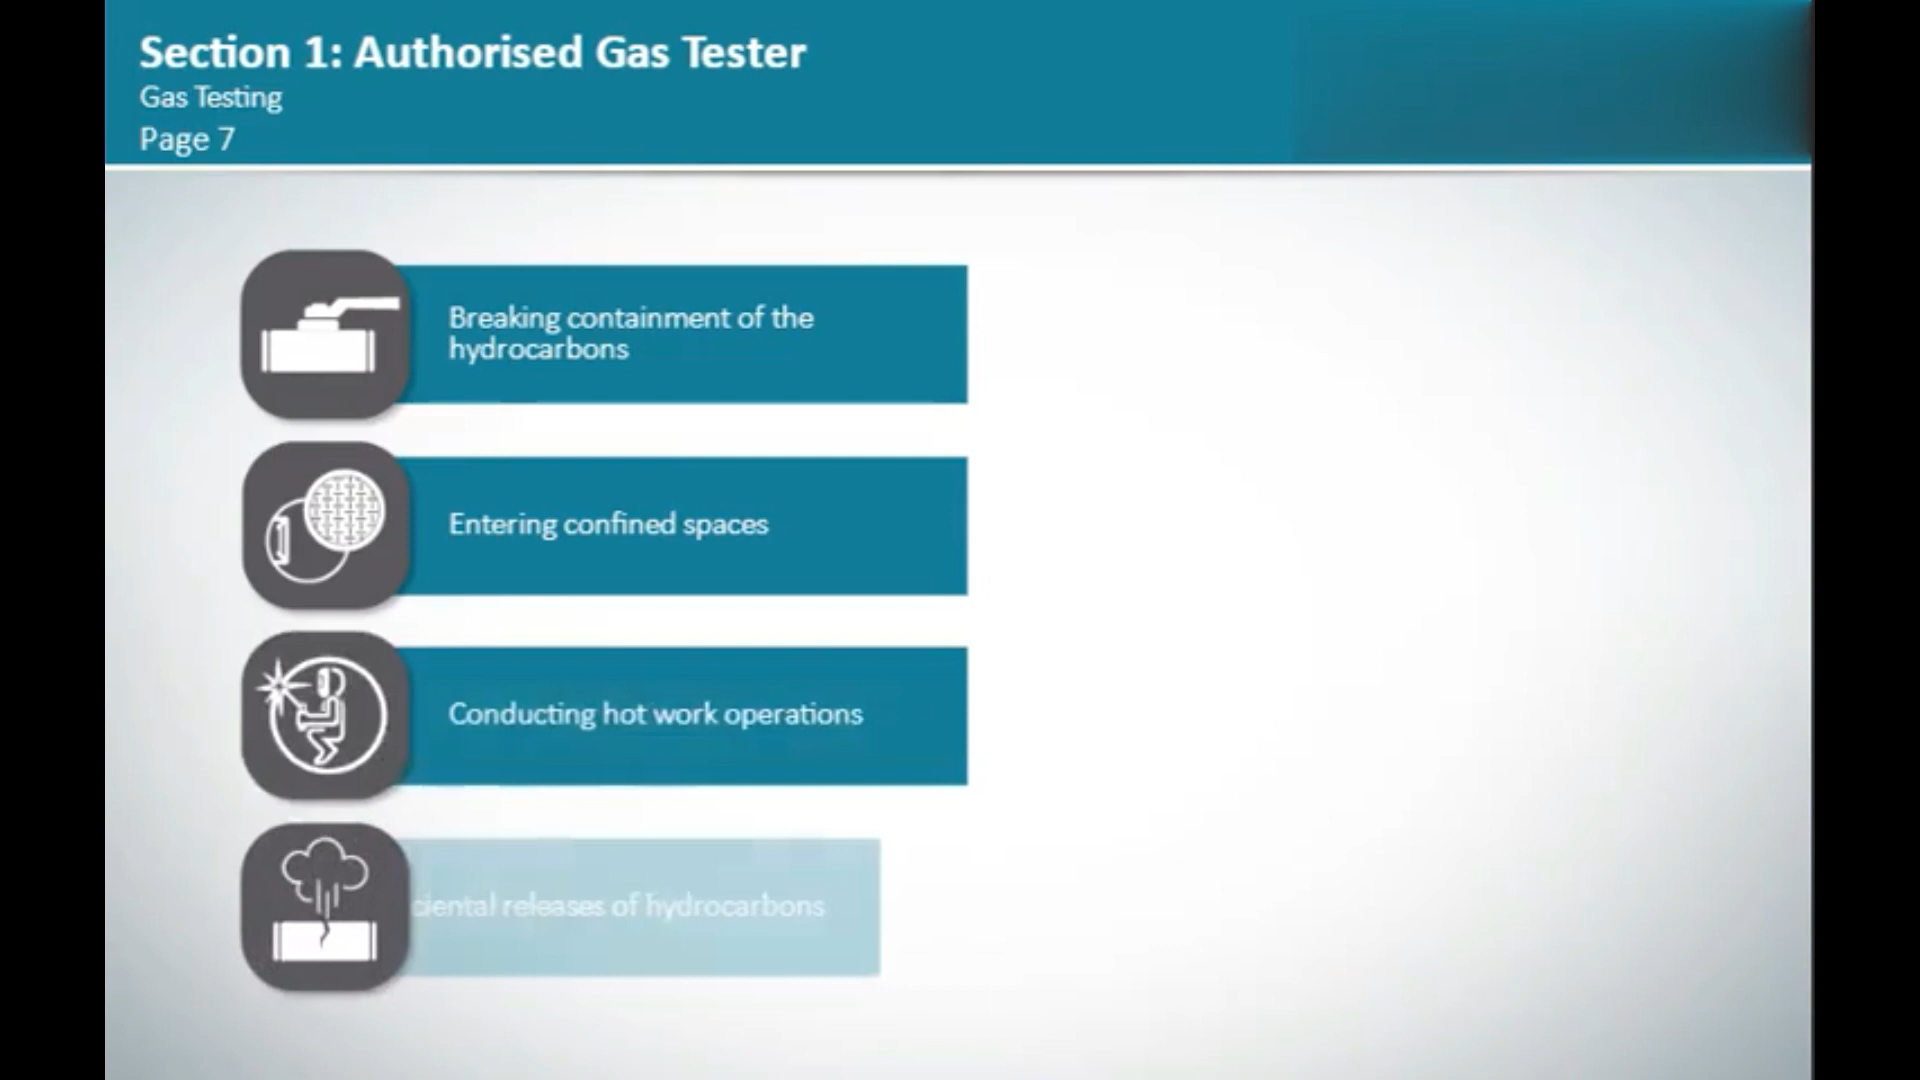 Section 1: Authorised Gas Tester
Gas Testing
Page 7
Breaking containment of the
hydrocarbons
Entering confined spaces
Conducting hot work operations
ciental releases of hydrocarbons